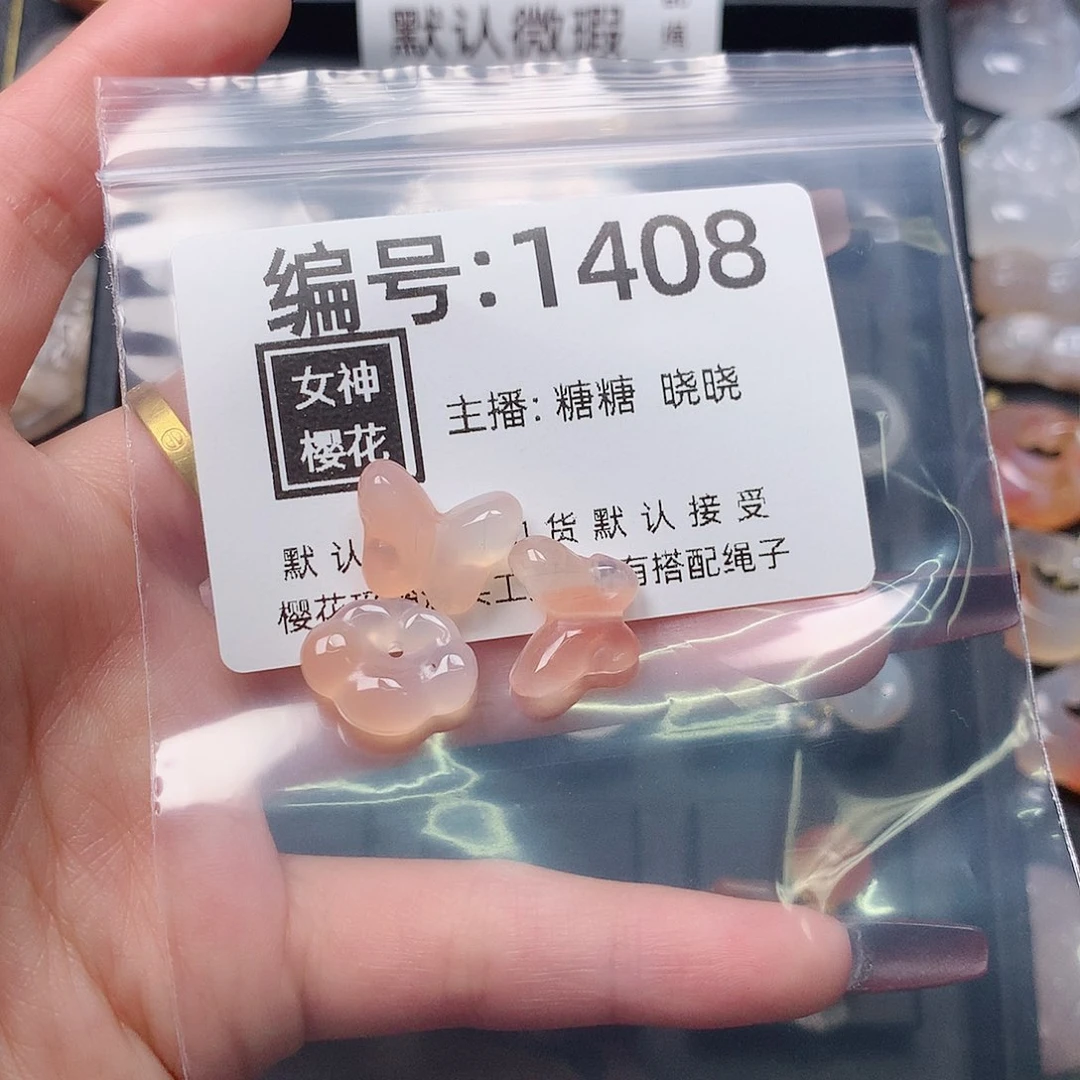 默认微瑕
编号:1408
女神
樱花
主播: 糖糖 晓晓
默认 货默认接受
樱花 工 有搭配绳子